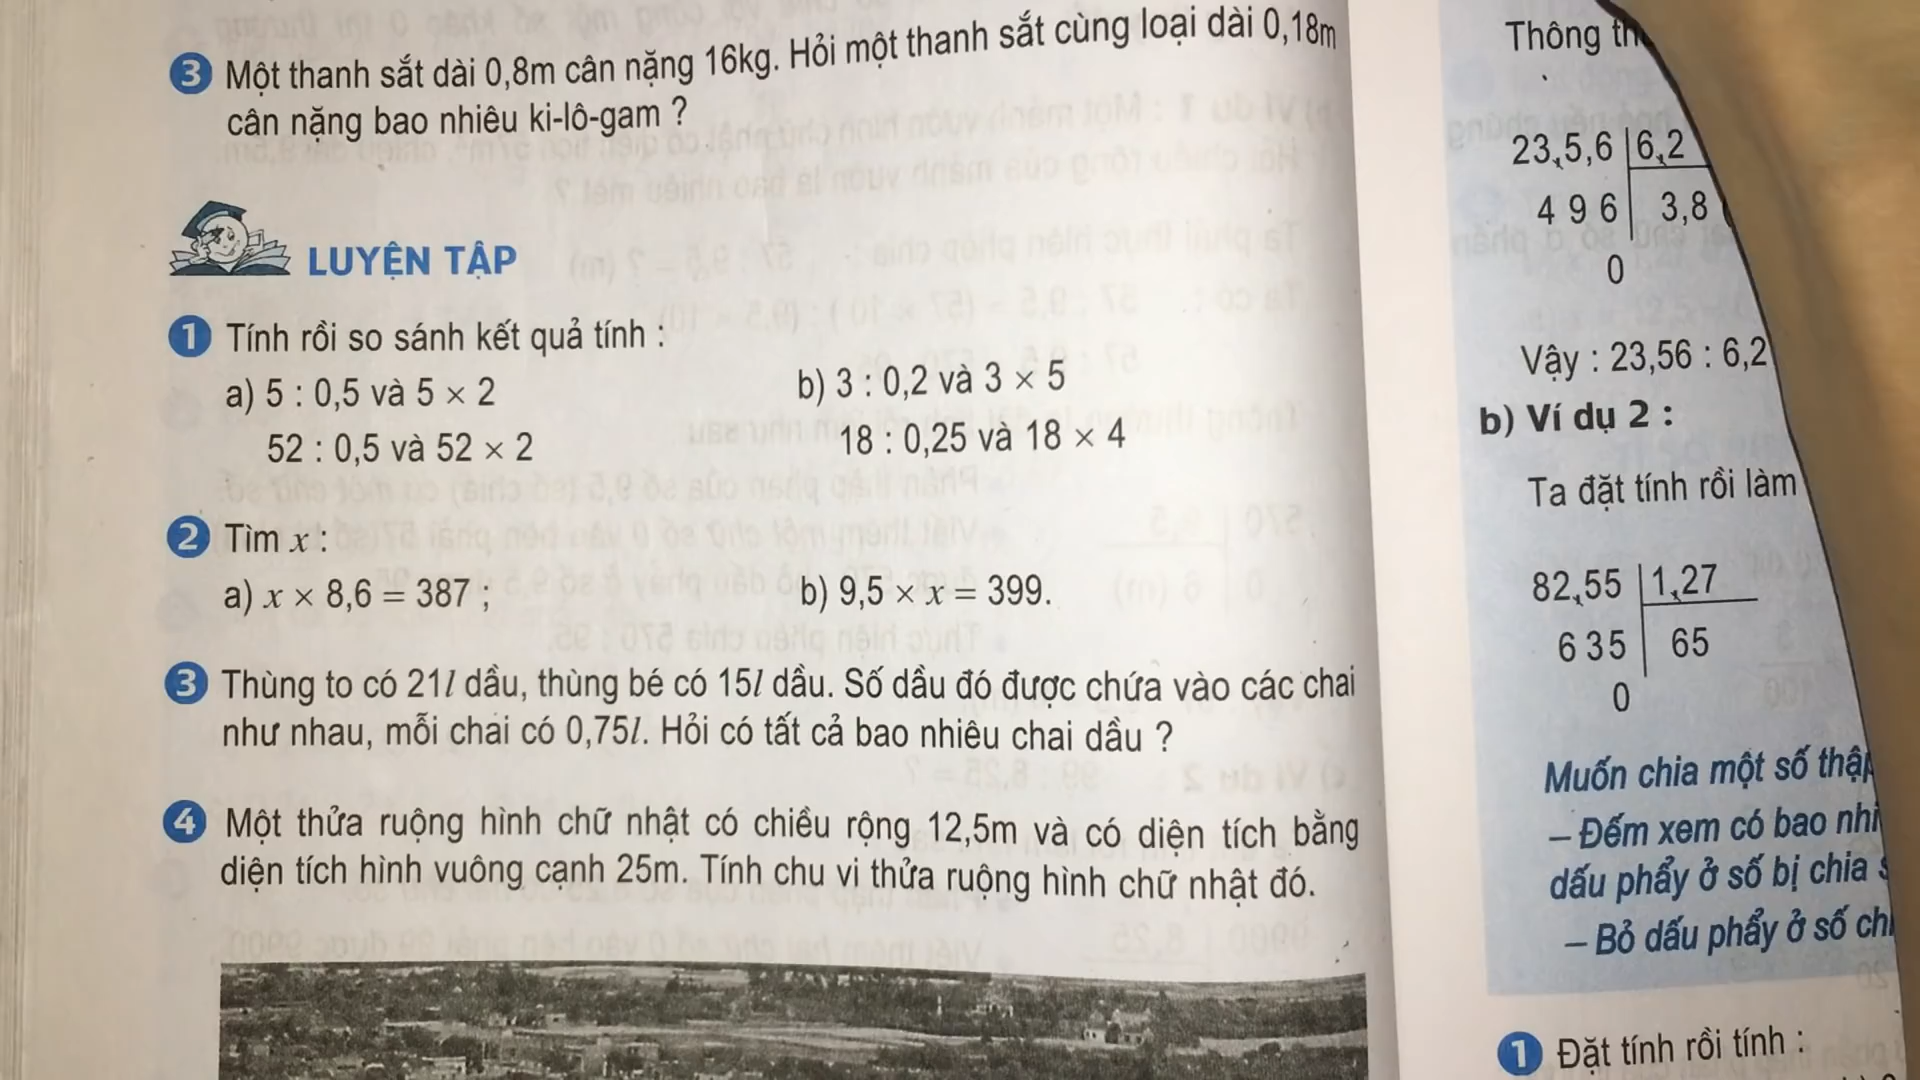 3 Một thanh sắt dài 0,8m cân nặng 16kg. Hỏi một thanh sắt cùng loại dài 0,18m
cân nặng bao nhiêu ki-lô-gam ?
LUYỆN TẬP
1 Tính rồi so sánh kết quả tính :
a) 5 : 0,5 và 5 × 2 b) 3 : 0,2 và 3 × 5
52 : 0,5 và 52 × 2 18 : 0,25 và 18 × 4
2 Tìm x :
a) x × 8,6 = 387 ; b) 9,5 × x = 399.
3 Thùng to có 21l dầu, thùng bé có 15l dầu. Số dầu đó được chứa vào các chai
như nhau, mỗi chai có 0,75l. Hỏi có tất cả bao nhiêu chai dầu ?
4 Một thửa ruộng hình chữ nhật có chiều rộng 12,5m và có diện tích bằng
diện tích hình vuông cạnh 25m. Tính chu vi thửa ruộng hình chữ nhật đó.
Thông
23,5,6 6,2
4 9 6 3,8
0
Vậy : 23,56 : 6,2
b) Ví dụ 2 :
Ta đặt tính rồi làm
82,55 1,27
6 35 65
0
Muốn chia một số thập
– Đếm xem có bao
dấu phẩy ở số bị chia
– Bỏ dấu phẩy ở số
1 Đặt tính rồi tính :